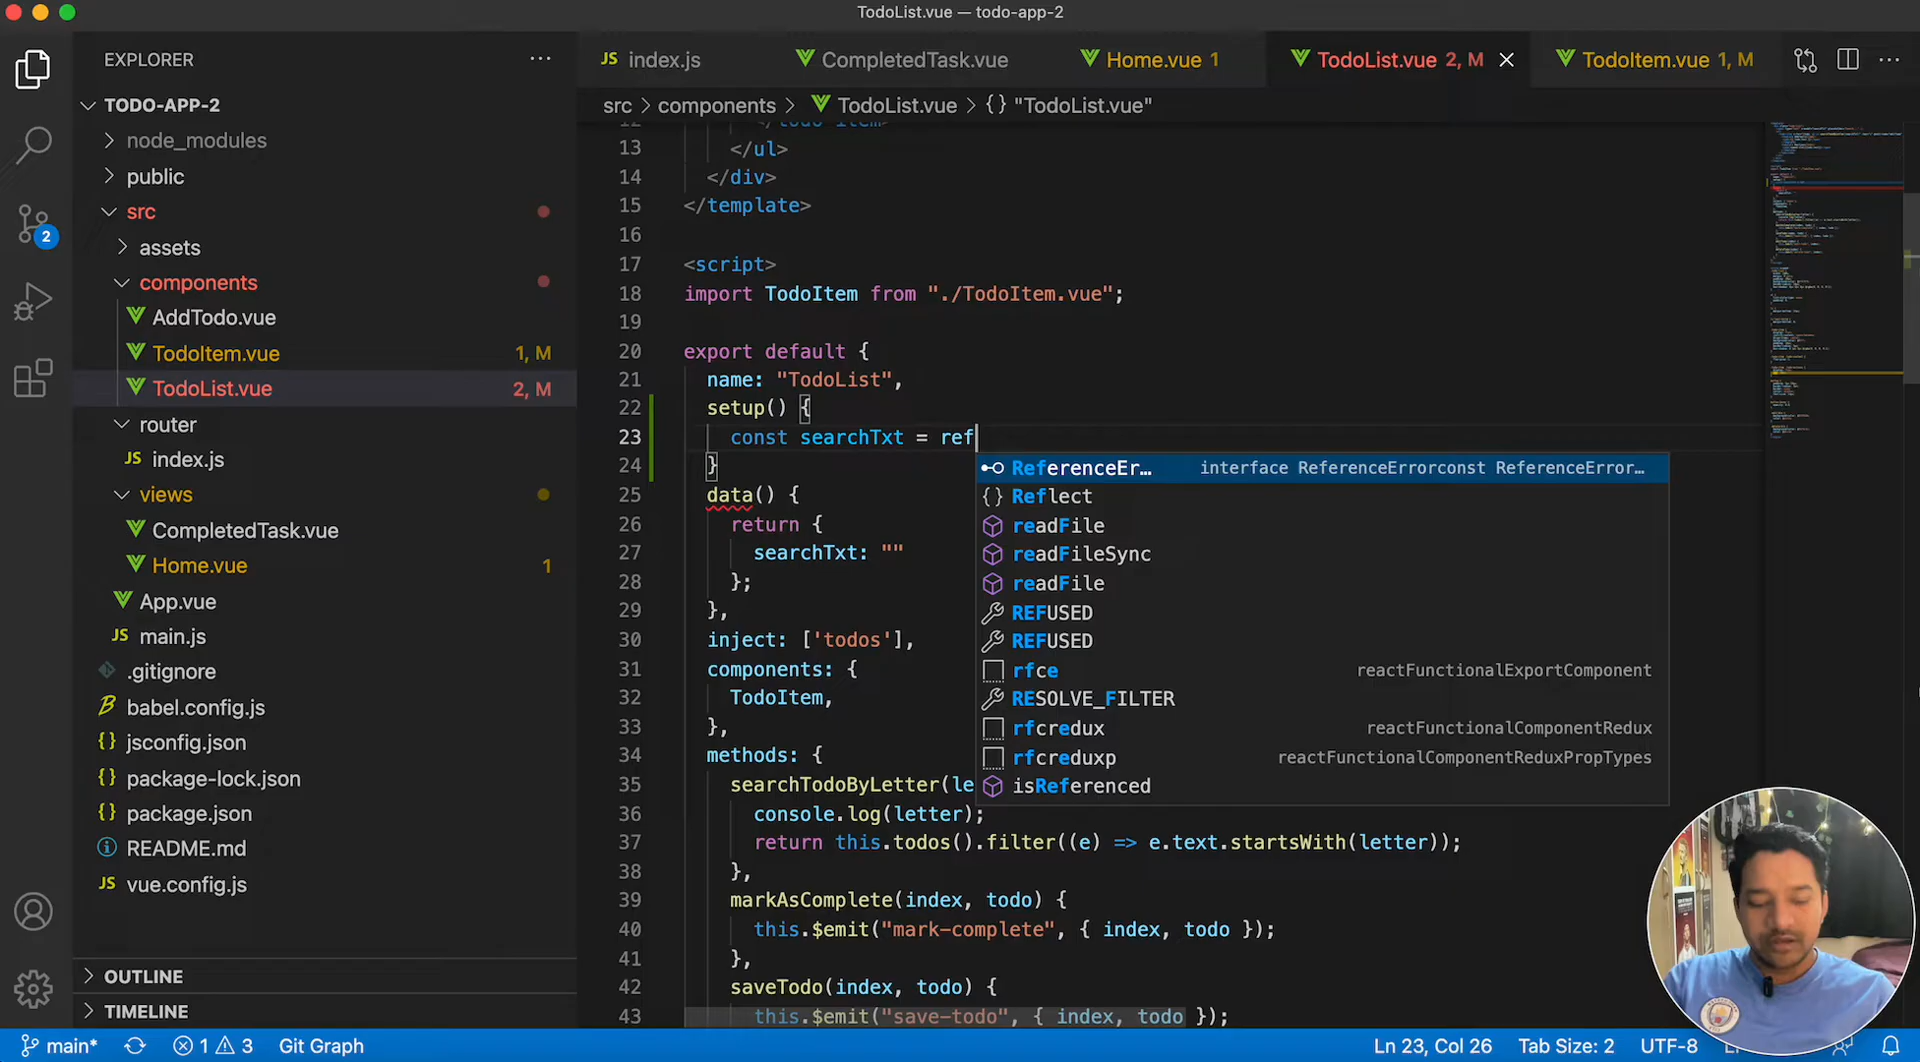 TodoList.vue — todo-app-2
EXPLORER
JS index.js
CompletedTask.vue
Home.vue 1
TodoList.vue 2, M
TodoItem.vue 1, M
TODO-APP-2
node_modules
public
src
assets
components
AddTodo.vue
TodoItem.vue 1, M
TodoList.vue 2, M
router
JS index.js
views
CompletedTask.vue
Home.vue 1
App.vue
JS main.js
.gitignore
babel.config.js
jsconfig.json
package-lock.json
package.json
README.md
JS vue.config.js
OUTLINE
TIMELINE
2
src > components > TodoList.vue > {} "TodoList.vue"
12 </todo-item>
13 </ul>
14 </div>
15 </template>
16
17 <script>
18 import TodoItem from "./TodoItem.vue";
19
20 export default {
21 name: "TodoList",
22 setup() {
23 const searchTxt = ref
24 }
25 data() {
26 return {
27 searchTxt: ""
28 };
29 },
30 inject: ['todos'],
31 components: {
32 TodoItem,
33 },
34 methods: {
35 searchTodoByLetter(le
36 console.log(letter);
37 return this.todos().filter((e) => e.text.startsWith(letter));
38 },
39 markAsComplete(index, todo) {
40 this.$emit("mark-complete", { index, todo });
41 },
42 saveTodo(index, todo) {
43 this.$emit("save-todo", { index, todo });
ReferenceEr… interface ReferenceErrorconst ReferenceError…
Reflect
readFile
readFileSync
readFile
REFUSED
REFUSED
rfce reactFunctionalExportComponent
RESOLVE_FILTER
rfcredux reactFunctionalComponentRedux
rfcreduxp reactFunctionalComponentReduxPropTypes
isReferenced
main* 1 3 Git Graph
Ln 23, Col 26 Tab Size: 2 UTF-8